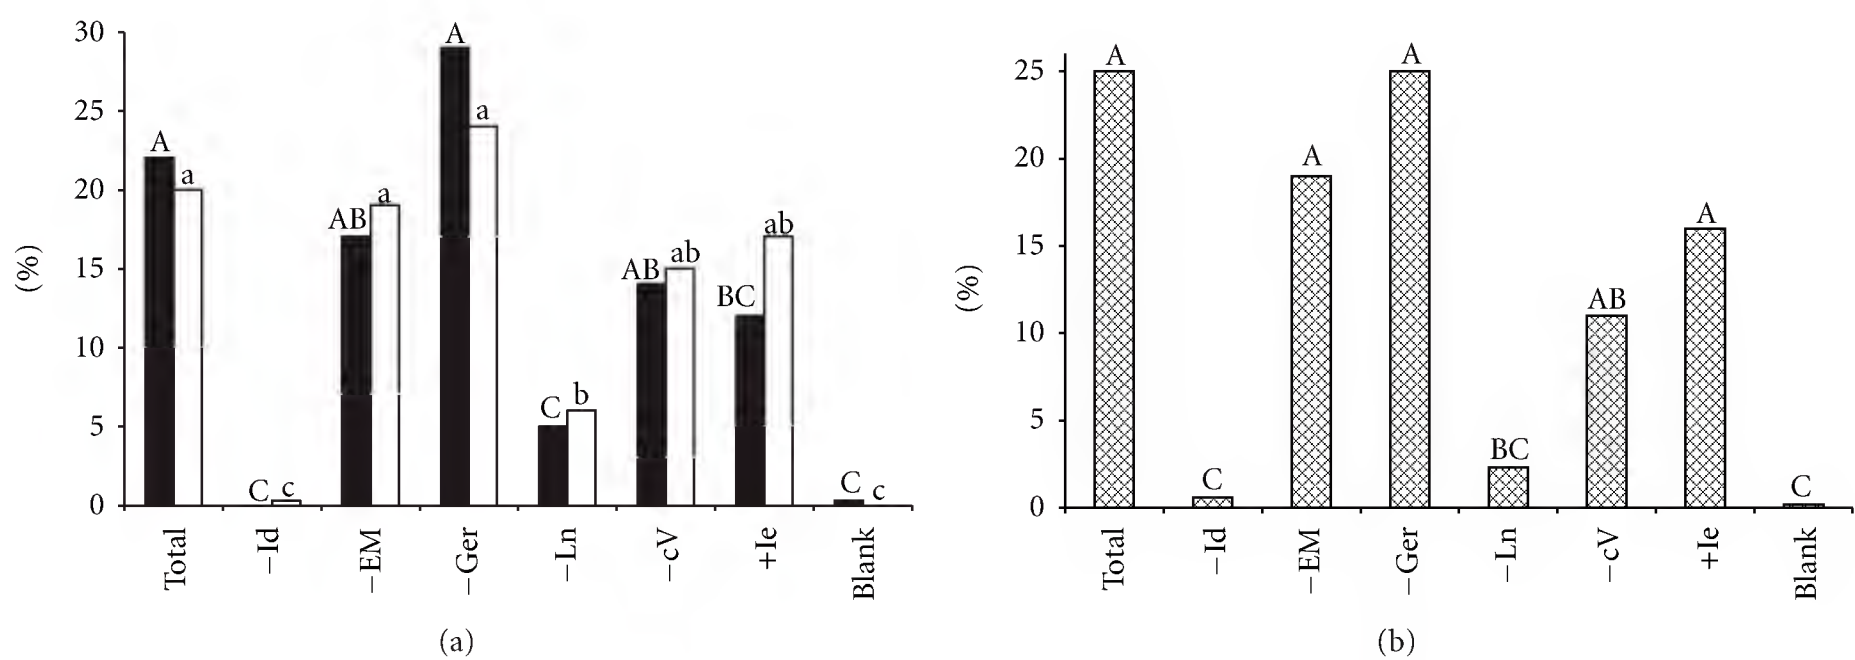 30
25
20
15
10
5
0
(%)
A
a
C
c
AB
a
A
a
C
b
AB
ab
BC
ab
C
c
Total
−Id
−EM
−Ger
−Ln
−cV
+Ie
Blank
(a)
25
20
15
10
5
0
(%)
A
C
A
A
BC
AB
A
C
Total
−Id
−EM
−Ger
−Ln
−cV
+Ie
Blank
(b)